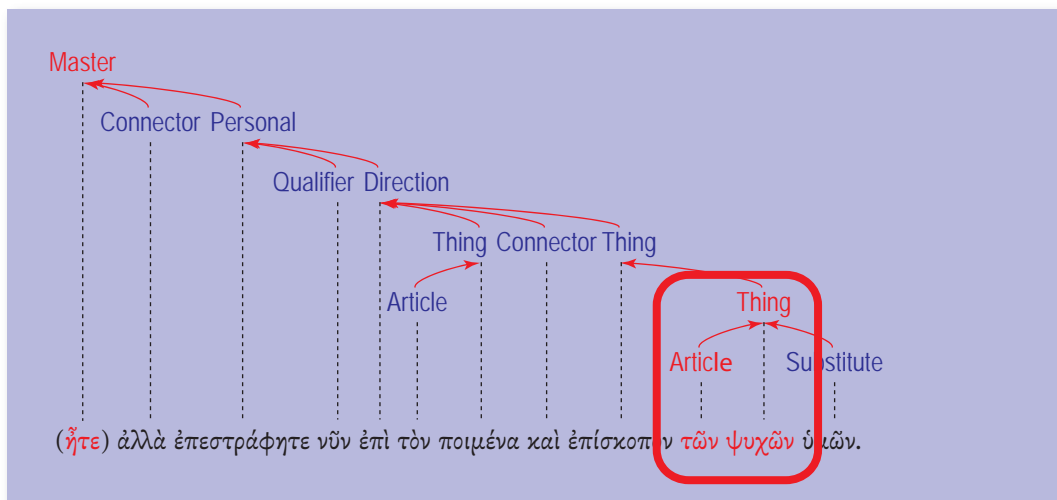 Master
Connector Personal
Qualifier Direction
Thing Connector Thing
Article Thing
Article Substitute
(ἦτε) ἀλλὰ ἐπεστράφητε νῦν ἐπὶ τὸν ποιμένα καὶ ἐπίσκοπον τῶν ψυχῶν ὑμῶν.